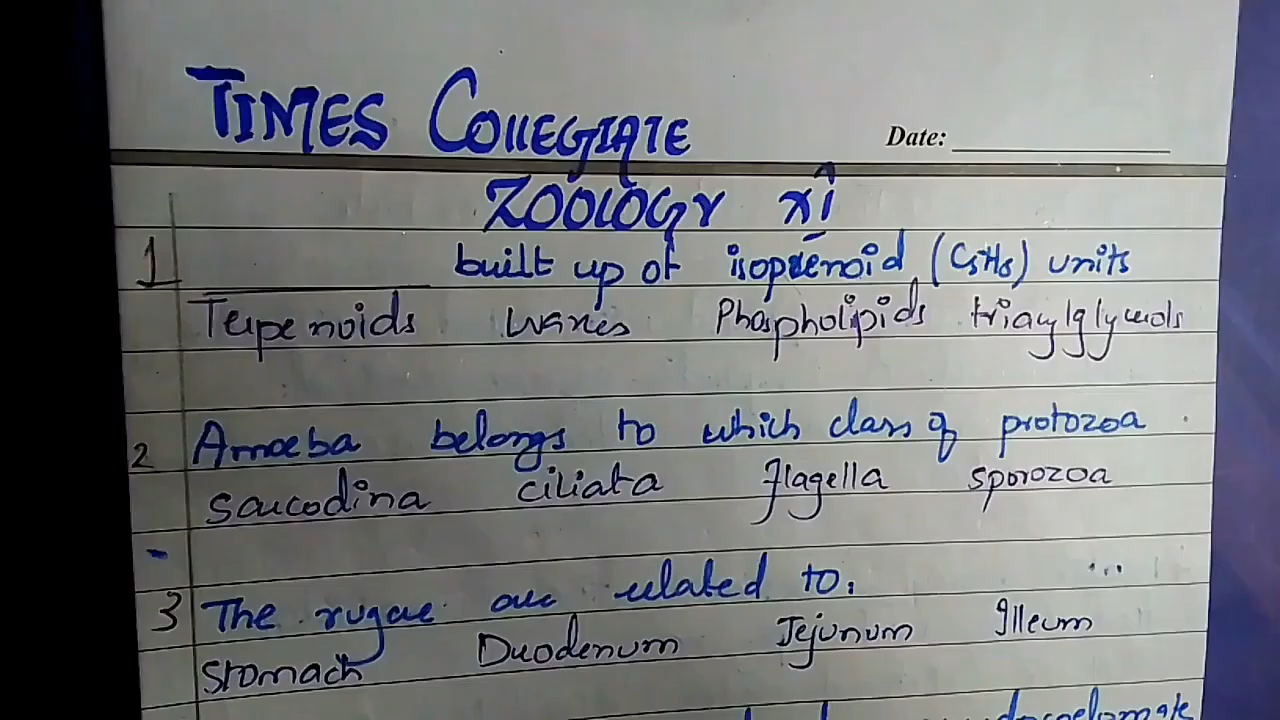 TIMES COllEGIATE
Date:
ZOOlOGY XI
1 built up of isoprenoid (C5H8) units
Terpenoids waxes Phospholipids triacylglycerols
2 Amoeba belongs to which class of protozoa
Sarcodina ciliata flagella sporozoa
3 The rugae are related to:
Stomach Duodenum Jejunum Illeum